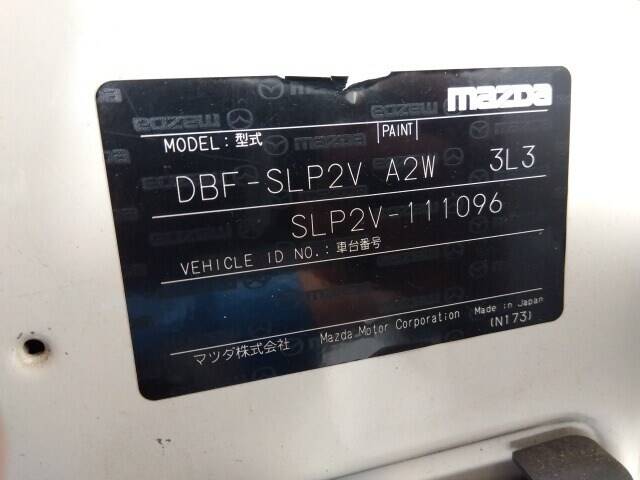 mazda
MODEL: 型式 PAINT
DBF-SLP2V A2W 3L3
SLP2V-111096
VEHICLE ID NO.: 車台番号
マツダ株式会社 Mazda Motor Corporation Made in Japan
(N173)